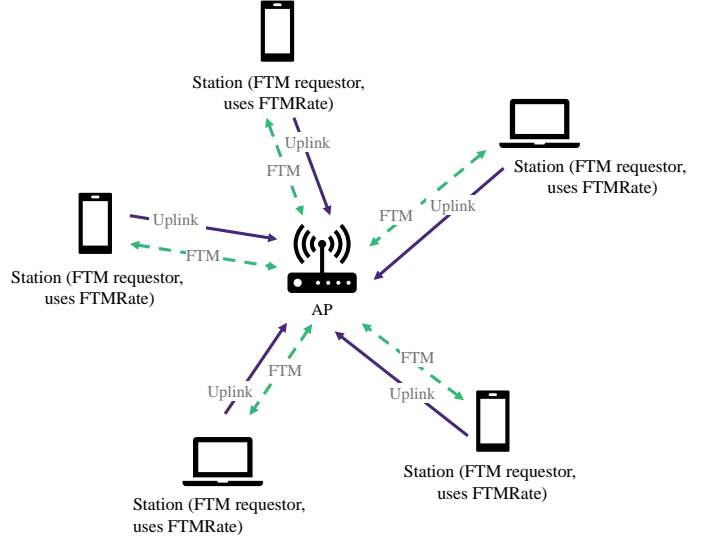 Station (FTM requestor,
uses FTMRate)
Uplink
FTM
Station (FTM requestor,
uses FTMRate)
FTM
Uplink
Uplink
FTM
Station (FTM requestor,
uses FTMRate)
AP
FTM
Uplink
FTM
Uplink
Station (FTM requestor,
uses FTMRate)
Station (FTM requestor,
uses FTMRate)